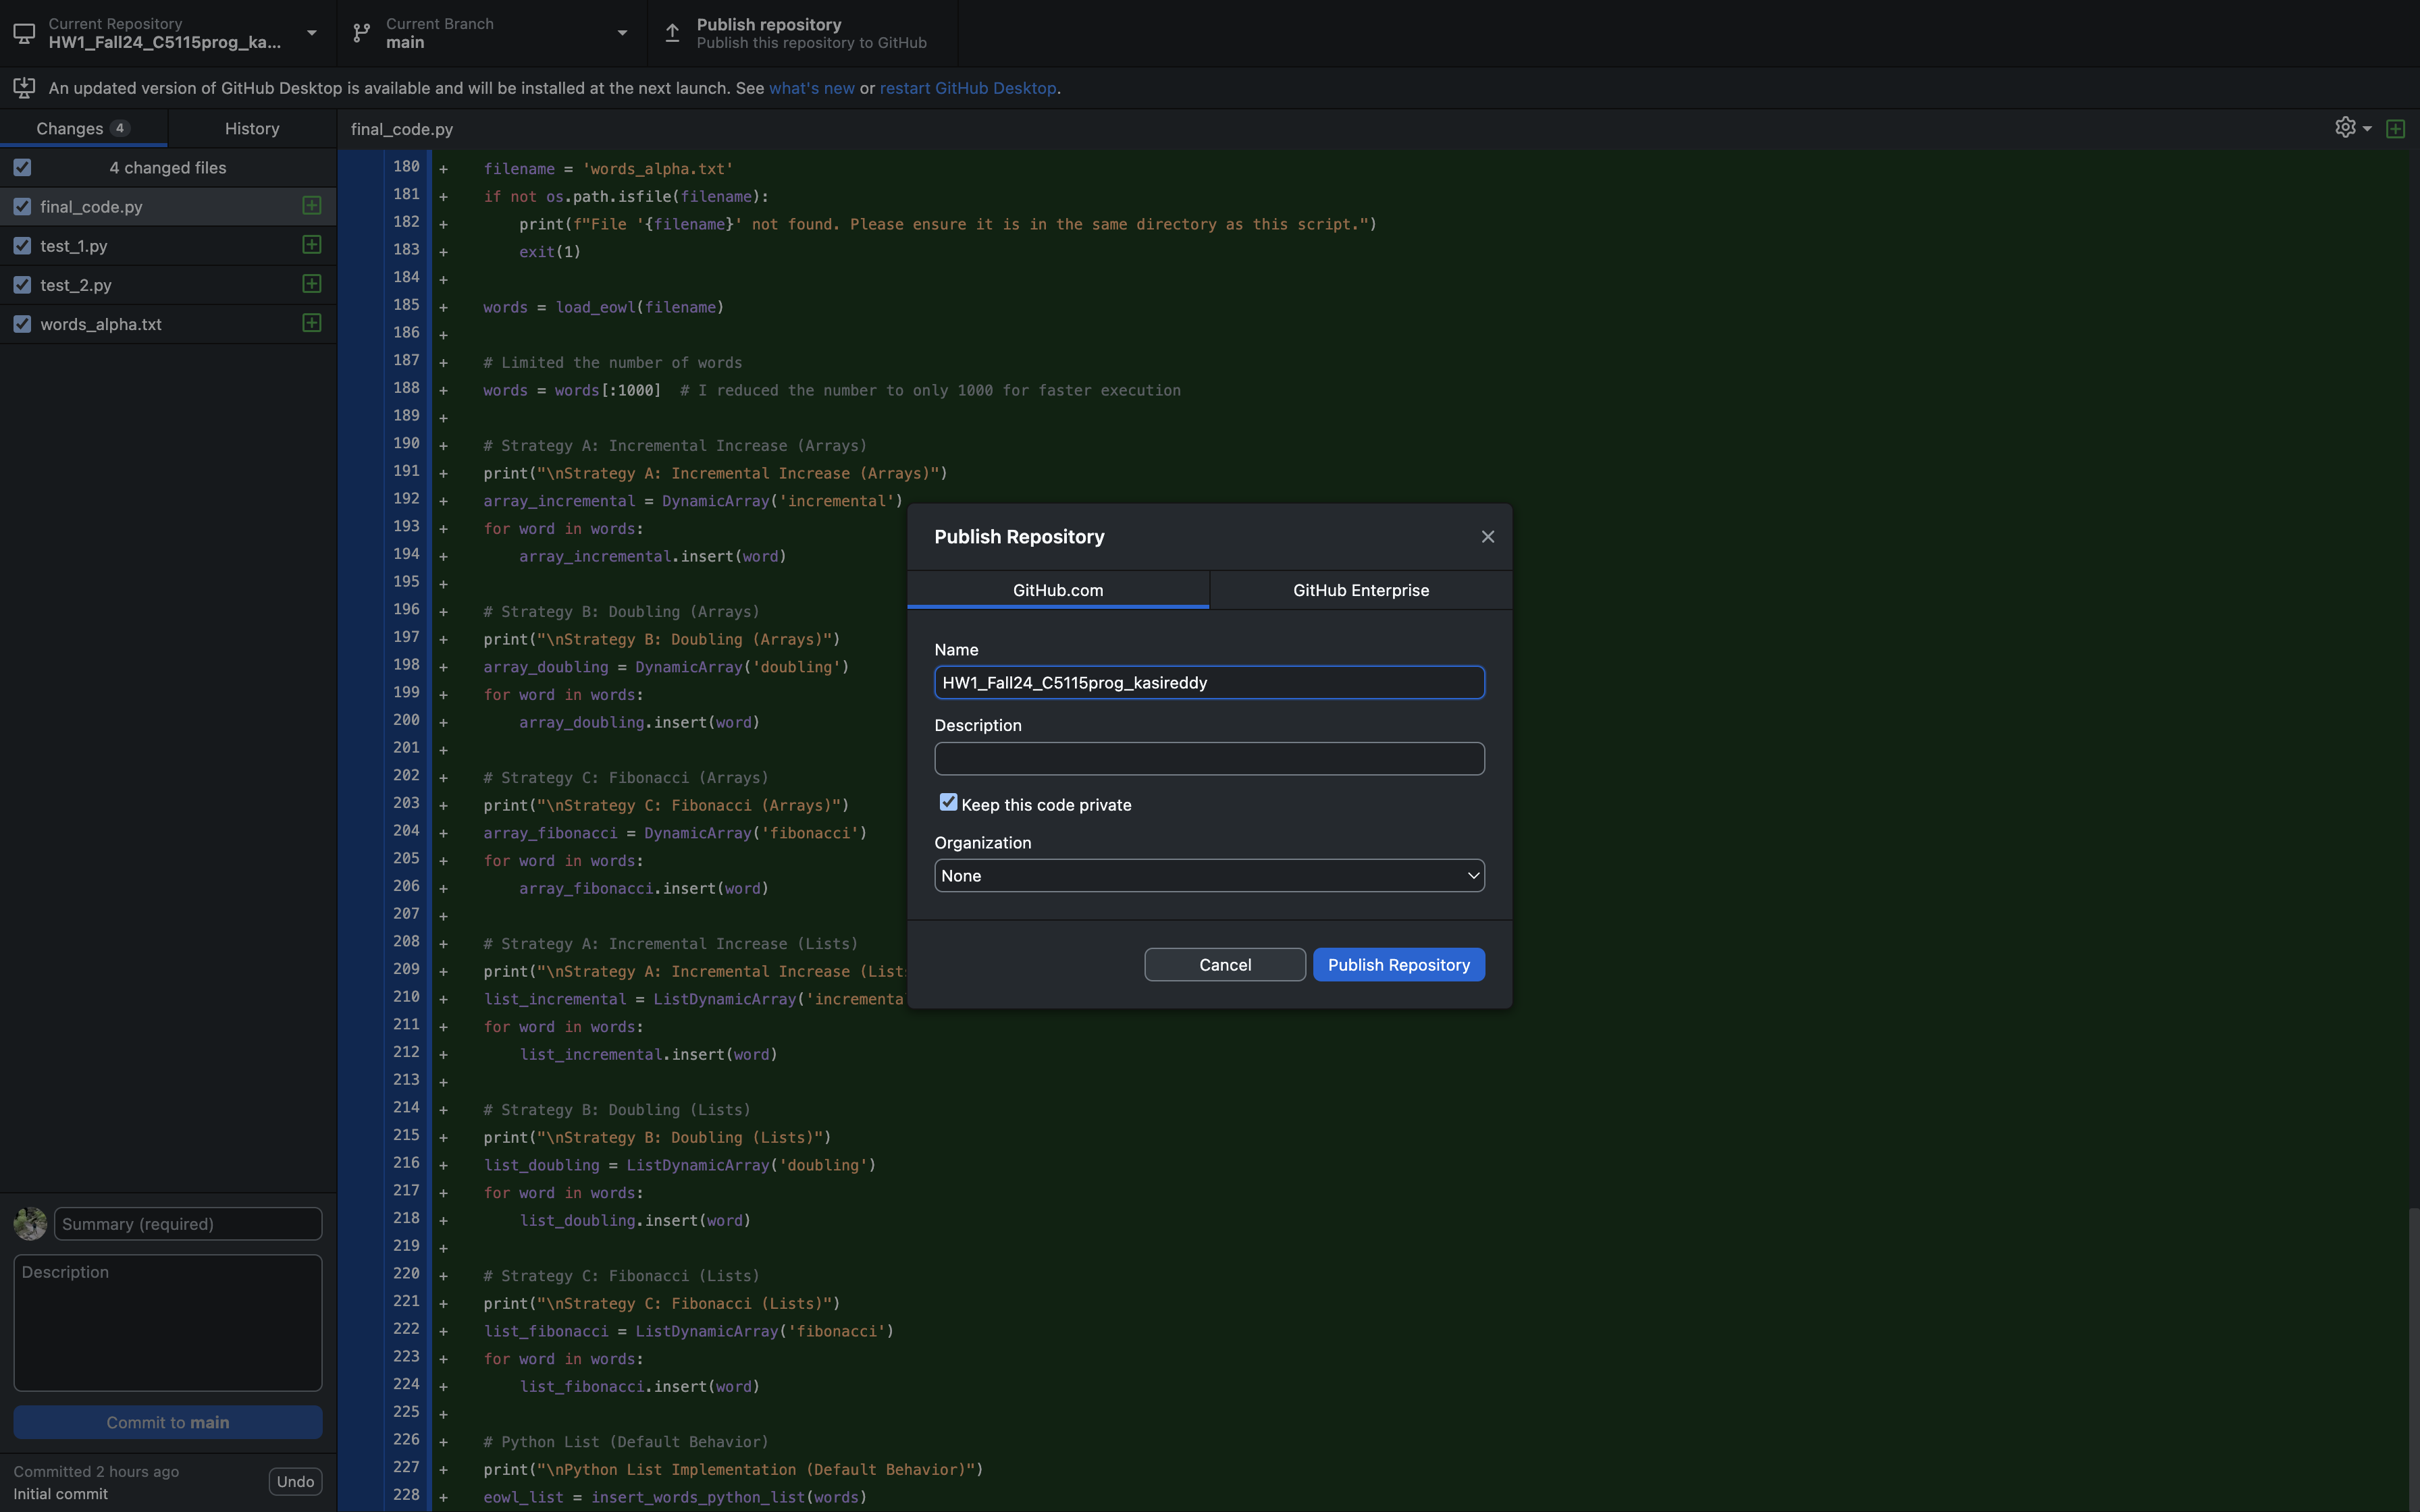 Current Repository
HW1_Fall24_C5115prog_ka...
Current Branch
main
Publish repository
Publish this repository to GitHub
An updated version of GitHub Desktop is available and will be installed at the next launch. See what's new or restart GitHub Desktop.
Changes 4
History
final_code.py
4 changed files
final_code.py
test_1.py
test_2.py
words_alpha.txt
180 + filename = 'words_alpha.txt'
181 + if not os.path.isfile(filename):
182 + print(f"File '{filename}' not found. Please ensure it is in the same directory as this script.")
183 + exit(1)
184 +
185 + words = load_eowl(filename)
186 +
187 + # Limited the number of words
188 + words = words[:1000]  # I reduced the number to only 1000 for faster execution
189 +
190 + # Strategy A: Incremental Increase (Arrays)
191 + print("\nStrategy A: Incremental Increase (Arrays)")
192 + array_incremental = DynamicArray('incremental')
193 + for word in words:
194 + array_incremental.insert(word)
195 +
196 + # Strategy B: Doubling (Arrays)
197 + print("\nStrategy B: Doubling (Arrays)")
198 + array_doubling = DynamicArray('doubling')
199 + for word in words:
200 + array_doubling.insert(word)
201 +
202 + # Strategy C: Fibonacci (Arrays)
203 + print("\nStrategy C: Fibonacci (Arrays)")
204 + array_fibonacci = DynamicArray('fibonacci')
205 + for word in words:
206 + array_fibonacci.insert(word)
207 +
208 + # Strategy A: Incremental Increase (Lists)
209 + print("\nStrategy A: Incremental Increase (List
210 + list_incremental = ListDynamicArray('incrementa
211 + for word in words:
212 + list_incremental.insert(word)
213 +
214 + # Strategy B: Doubling (Lists)
215 + print("\nStrategy B: Doubling (Lists)")
216 + list_doubling = ListDynamicArray('doubling')
217 + for word in words:
218 + list_doubling.insert(word)
219 +
220 + # Strategy C: Fibonacci (Lists)
221 + print("\nStrategy C: Fibonacci (Lists)")
222 + list_fibonacci = ListDynamicArray('fibonacci')
223 + for word in words:
224 + list_fibonacci.insert(word)
225 +
226 + # Python List (Default Behavior)
227 + print("\nPython List Implementation (Default Behavior)")
228 + eowl_list = insert_words_python_list(words)
Publish Repository
GitHub.com
GitHub Enterprise
Name
HW1_Fall24_C5115prog_kasireddy
Description
Keep this code private
Organization
None
Cancel
Publish Repository
Summary (required)
Description
Commit to main
Committed 2 hours ago
Initial commit
Undo